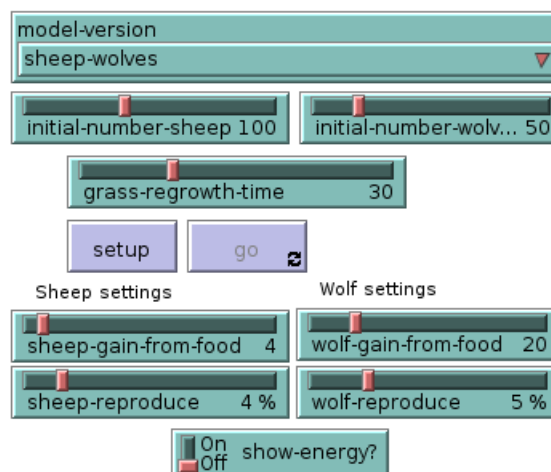 model-version
sheep-wolves
initial-number-sheep 100
initial-number-wolv... 50
grass-regrowth-time 30
setup
go
Sheep settings
Wolf settings
sheep-gain-from-food 4
wolf-gain-from-food 20
sheep-reproduce 4 %
wolf-reproduce 5 %
On
Off
show-energy?